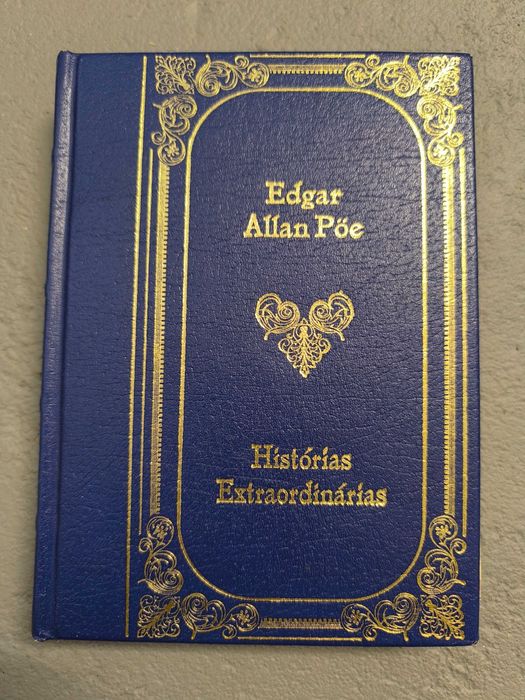 Edgar
Allan Pöe
Histórias
Extraordinárias